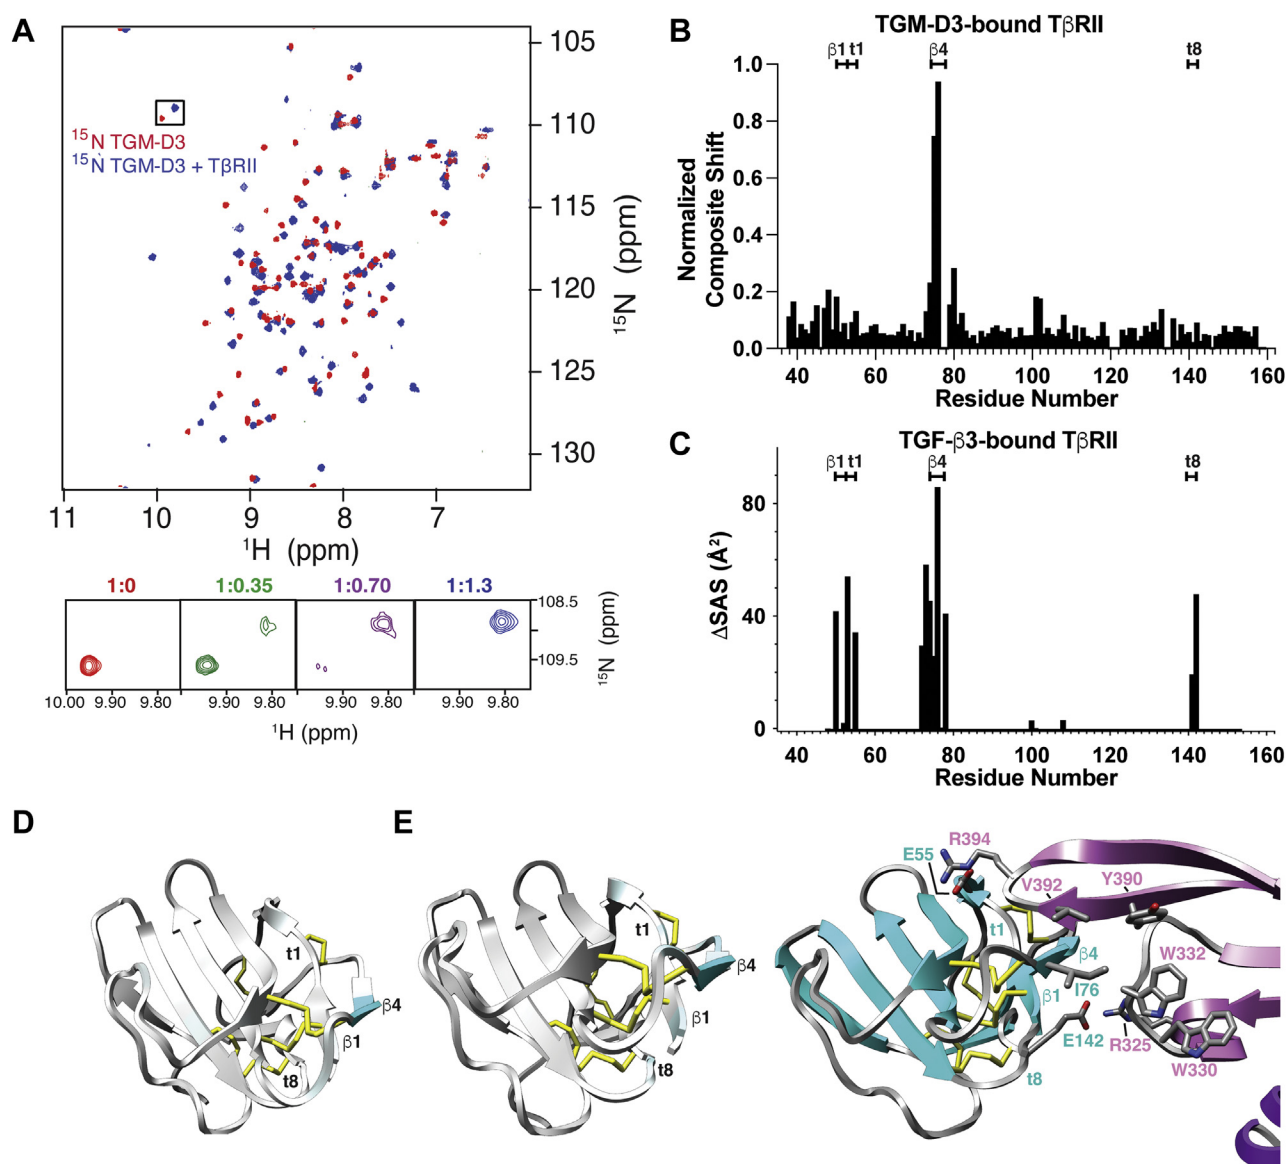 A
105
110
115
120
125
130
¹⁵N (ppm)
¹⁵N TGM-D3
¹⁵N TGM-D3 + TβRII
11 10 9 8 7
¹H (ppm)
1:0 1:0.35 1:0.70 1:1.3
108.5
109.5
¹⁵N (ppm)
10.00 9.90 9.80 9.90 9.80 9.90 9.80 9.90 9.80
¹H (ppm)
B
TGM-D3-bound TβRII
β1 t1 β4 t8
1.0
0.8
0.6
0.4
0.2
0.0
Normalized
Composite Shift
40 60 80 100 120 140 160
Residue Number
C
TGF-β3-bound TβRII
β1 t1 β4 t8
80
40
0
ΔSAS (Å²)
40 60 80 100 120 140 160
Residue Number
D
t1
β4
β1
t8
E
t1
β4
β1
t8
R394
E55
V392
Y390
t1
β4
W332
β1
I76
E142
R325
W330
t8